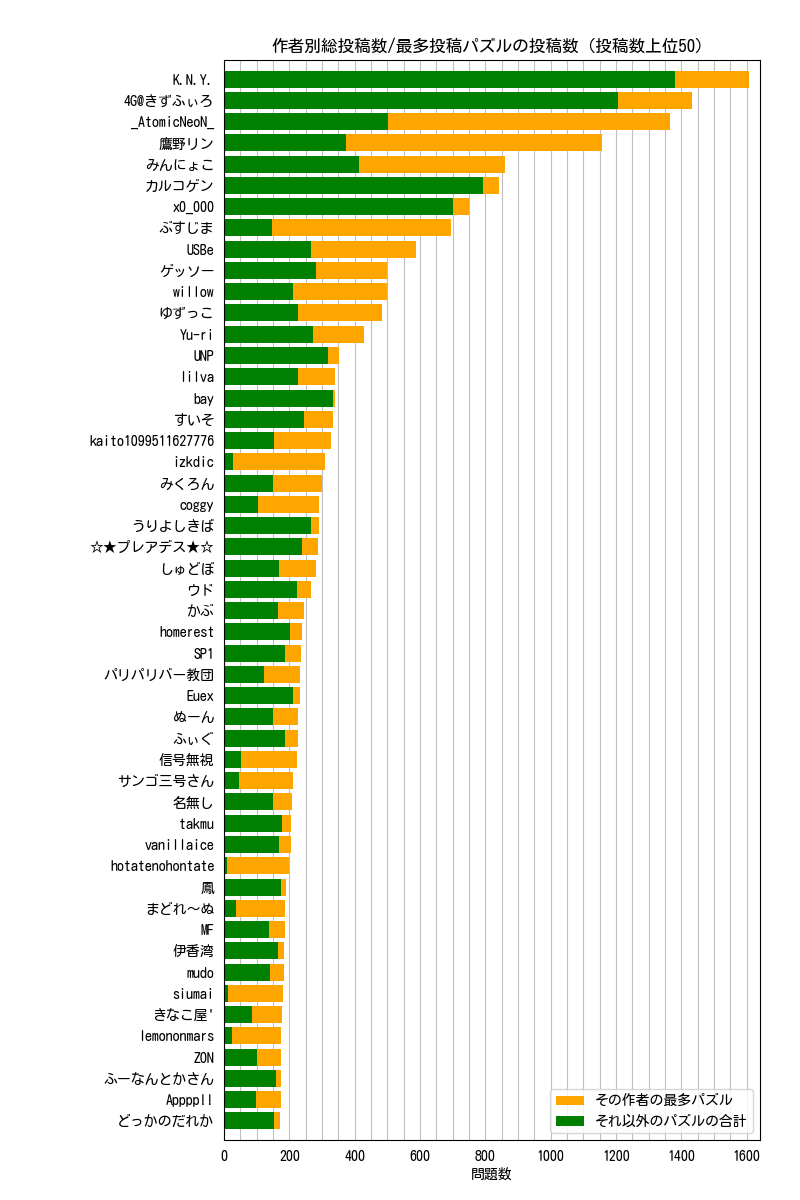 作者別総投稿数/最多投稿パズルの投稿数 (投稿数上位50)
K.N.Y.
4G@きずふぃろ
_AtomicNeoN_
鷹野リン
みんにょこ
カルコゲン
x0_000
ぶすじま
USBe
ゲッソー
willow
ゆずっこ
Yu-ri
UNP
lilva
bay
すいそ
kaito1099511627776
izkdic
みくろん
coggy
うりよしきば
☆★プレアデス★☆
しゅどぼ
ウド
かぶ
homerest
SP1
パリパリバー教団
Euex
ぬーん
ふぃぐ
信号無視
サンゴ三号さん
名無し
takmu
vanillaice
hotatenohontate
鳳
まどれ～ぬ
MF
伊香湾
mudo
siumai
きなこ屋'
lemononmars
ZON
ふーなんとかさん
Appppll
どっかのだれか
その作者の最多パズル
それ以外のパズルの合計
0 200 400 600 800 1000 1200 1400 1600
問題数